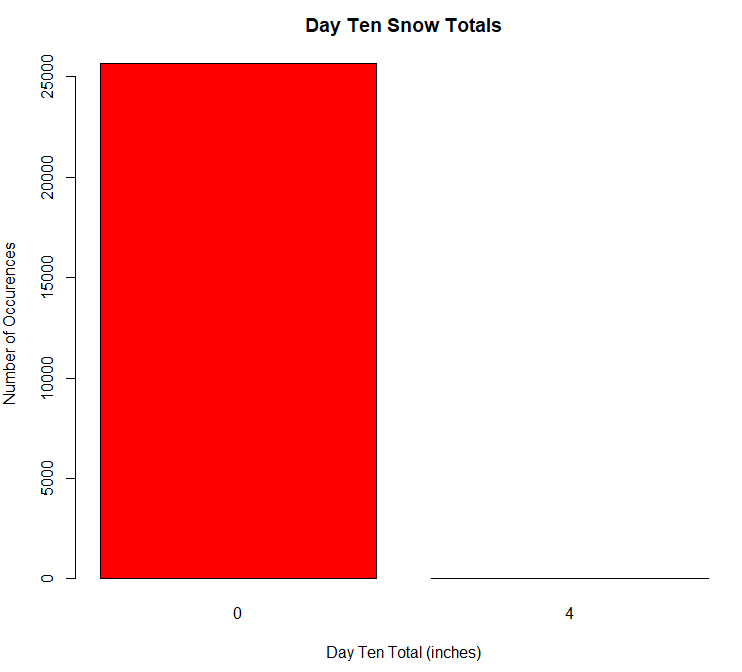 Day Ten Snow Totals
Number of Occurences
25000
20000
15000
10000
5000
0
0 4
Day Ten Total (inches)